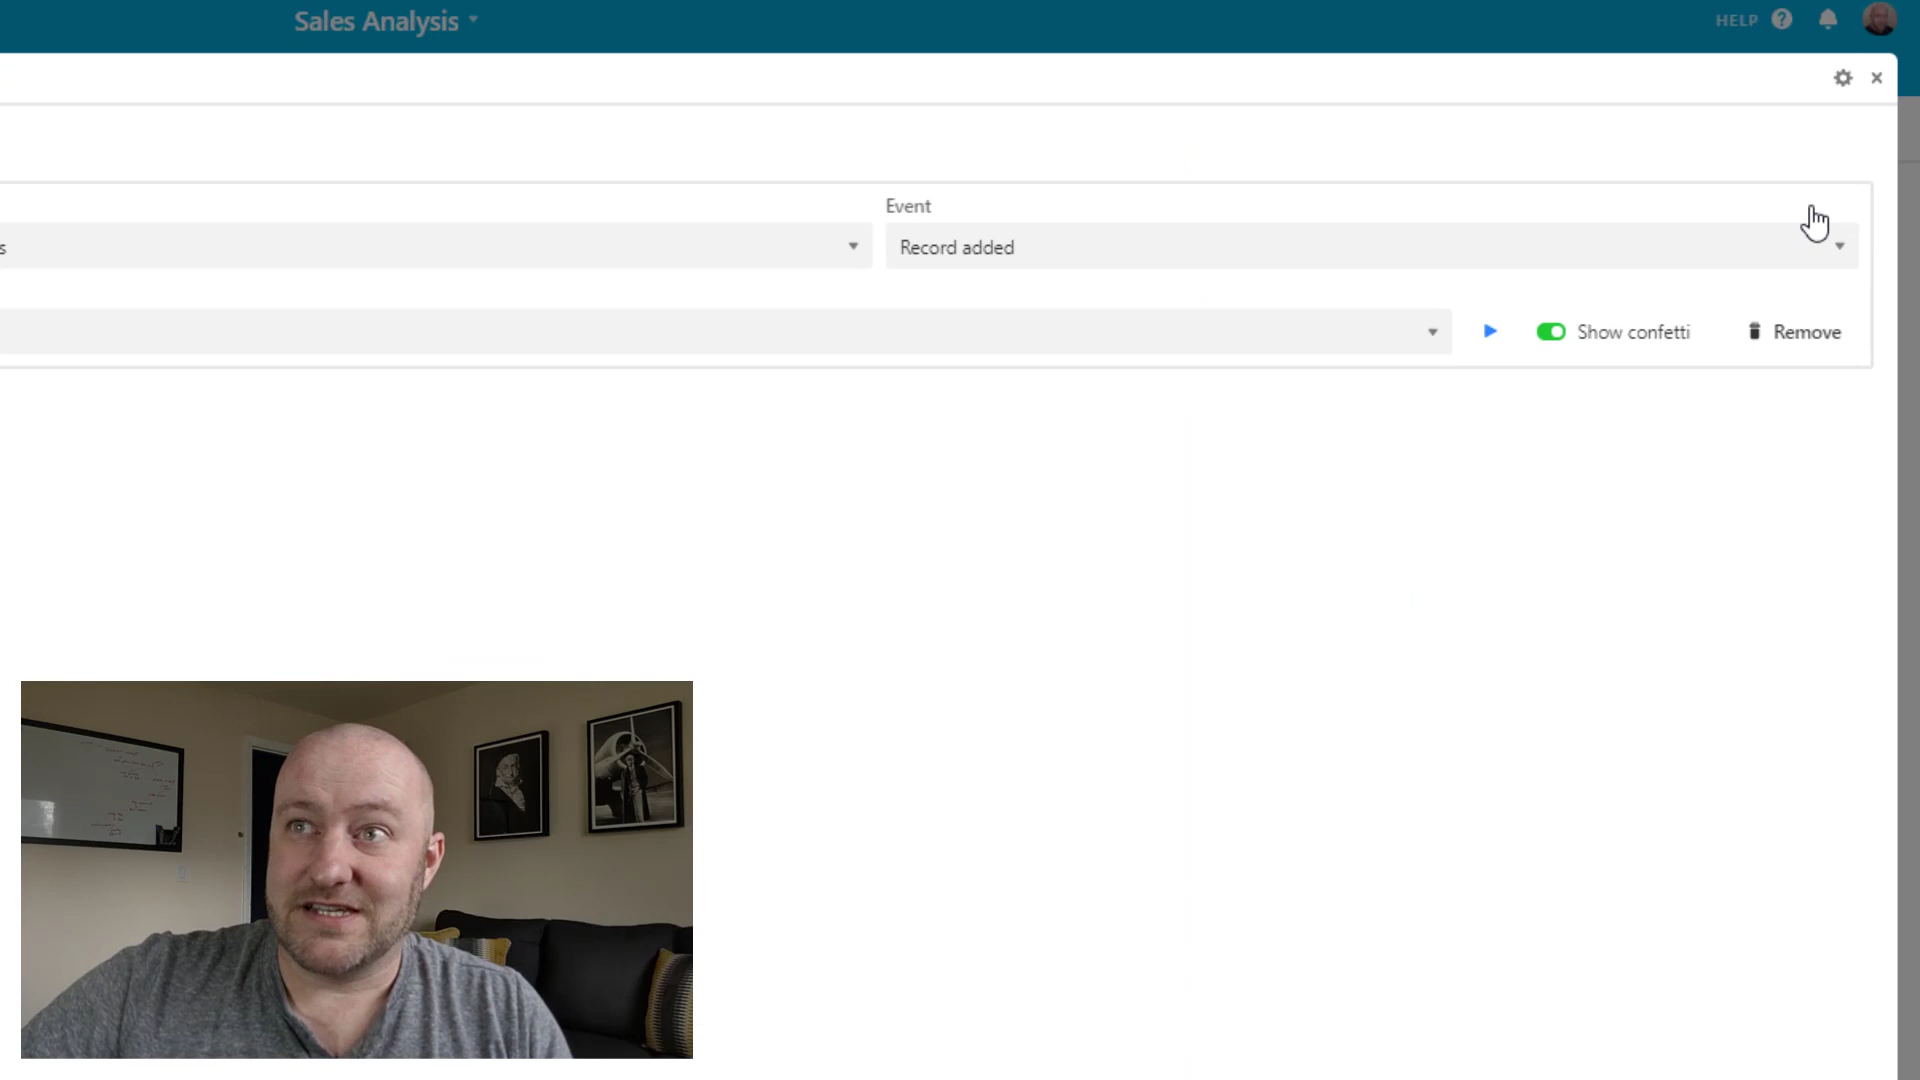 Sales Analysis
HELP
Event
s
Record added
Show confetti
Remove